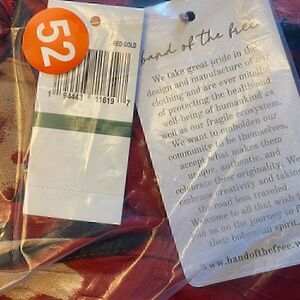 52
RED GOLD
1 94443 11619 7
band of the free
We take great pride in the
design and manufacture of our
clothing and are ever mindful
of protecting the health and
well-being of humankind as
well as our fragile ecosystem.
We want to embolden our
community to be themselves,
accept what makes them
unique, authentic, and
celebrate their originality. We
embrace creativity and taking
the road less traveled.
Welcome to all that wish
join us on the journey to f
their bohemian spirit.
www.bandofthefree.